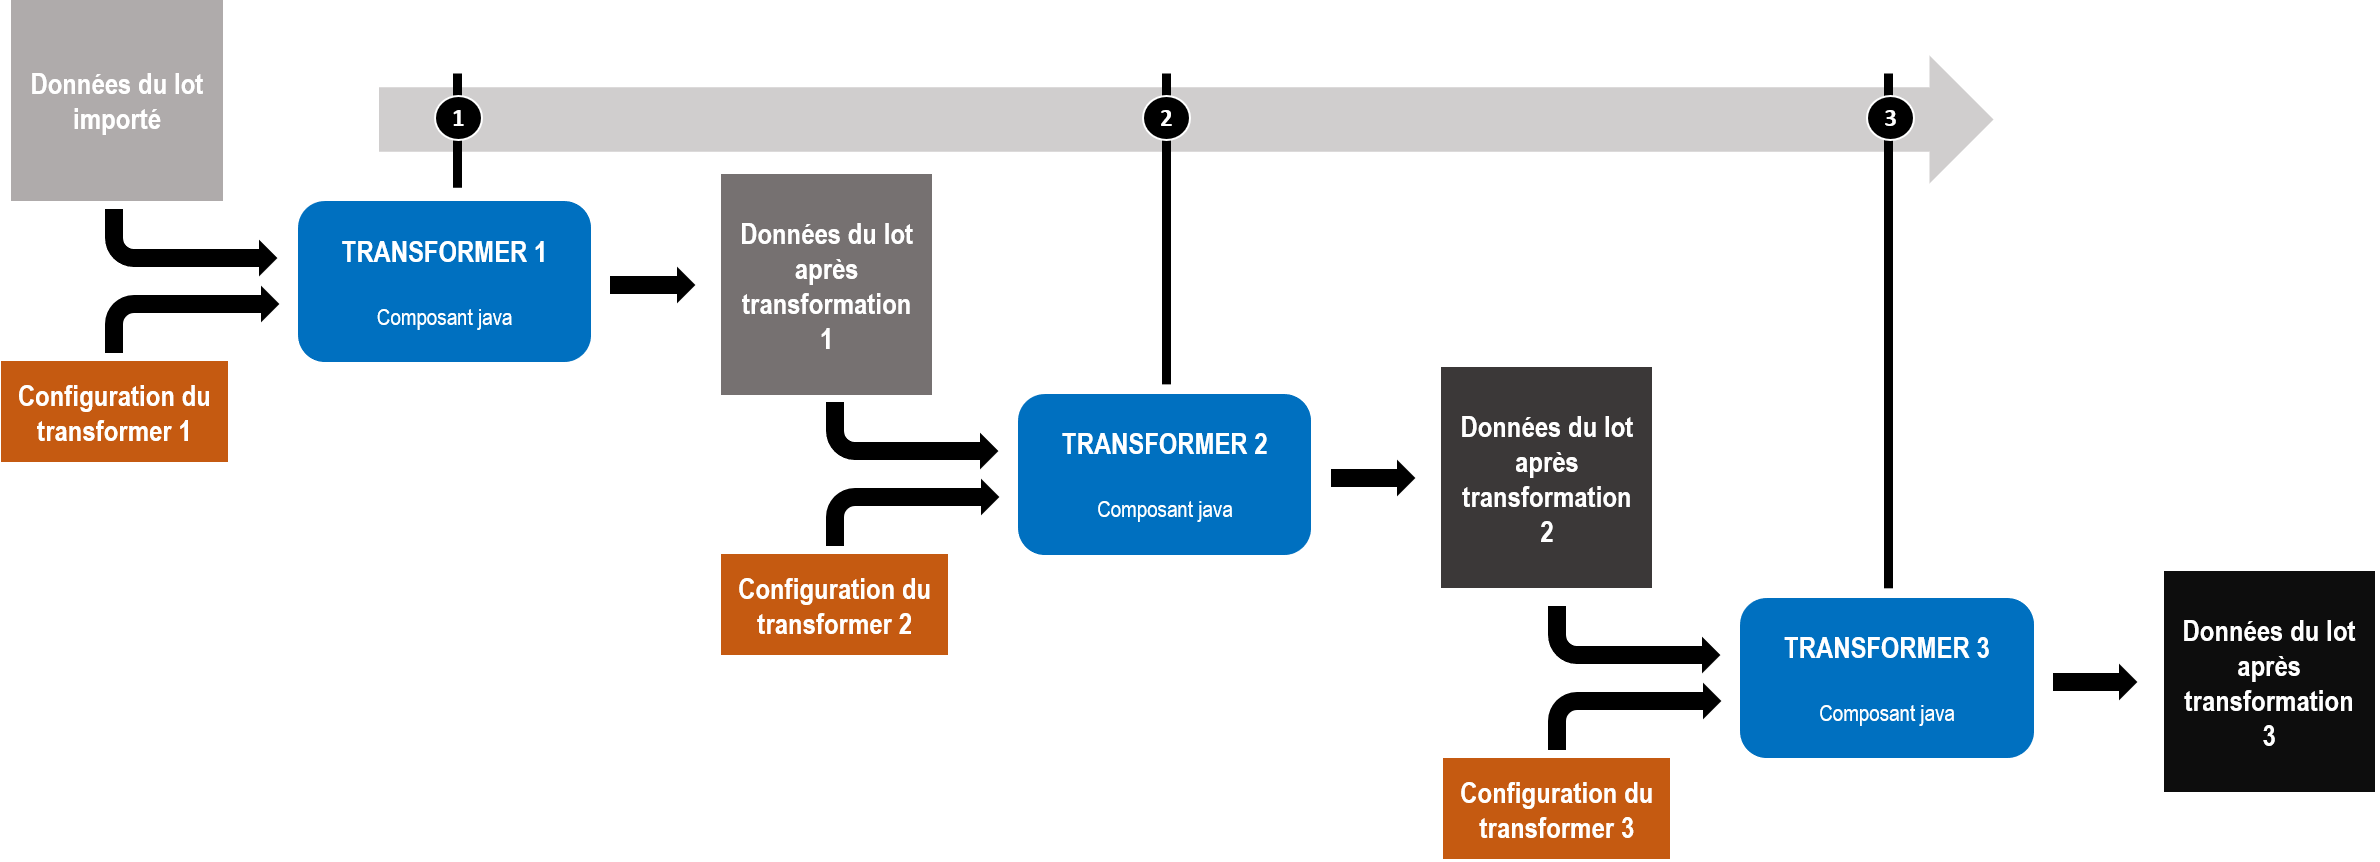 Données du lot
importé
1
2
3
TRANSFORMER 1
Composant java
Configuration du
transformer 1
Données du lot
après
transformation
1
TRANSFORMER 2
Composant java
Configuration du
transformer 2
Données du lot
après
transformation
2
TRANSFORMER 3
Composant java
Configuration du
transformer 3
Données du lot
après
transformation
3